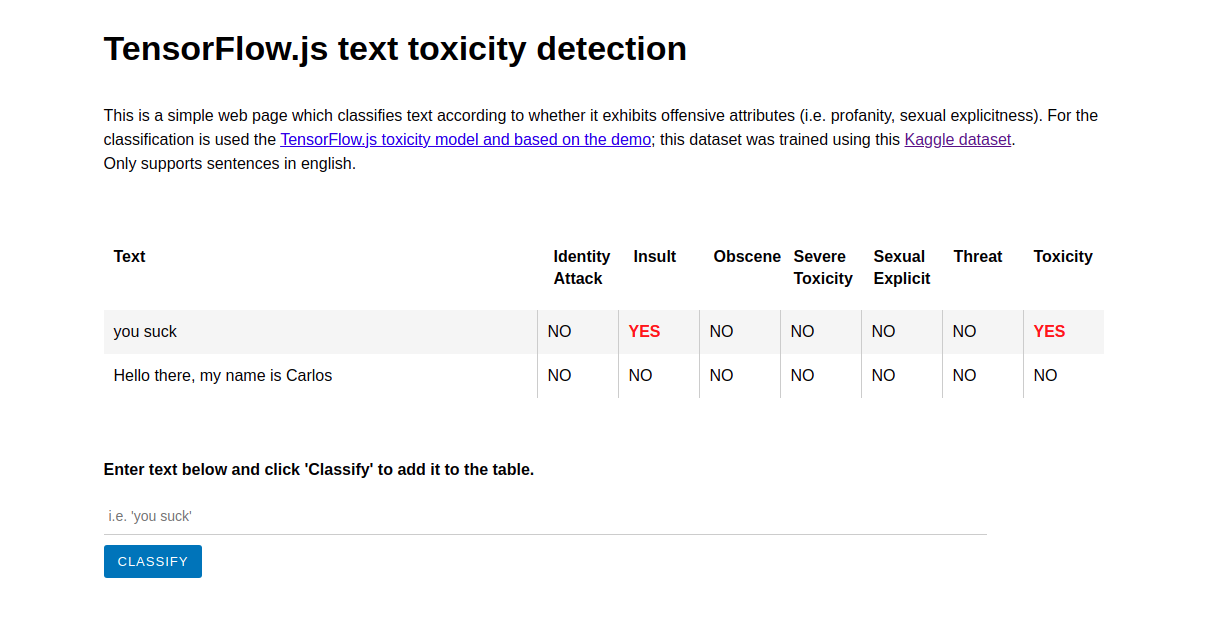 TensorFlow.js text toxicity detection
This is a simple web page which classifies text according to whether it exhibits offensive attributes (i.e. profanity, sexual explicitness). For the
classification is used the TensorFlow.js toxicity model and based on the demo; this dataset was trained using this Kaggle dataset.
Only supports sentences in english.
Text Identity Attack Insult Obscene Severe Toxicity Sexual Explicit Threat Toxicity
you suck NO YES NO NO NO NO YES
Hello there, my name is Carlos NO NO NO NO NO NO NO
Enter text below and click 'Classify' to add it to the table.
i.e. 'you suck'
CLASSIFY